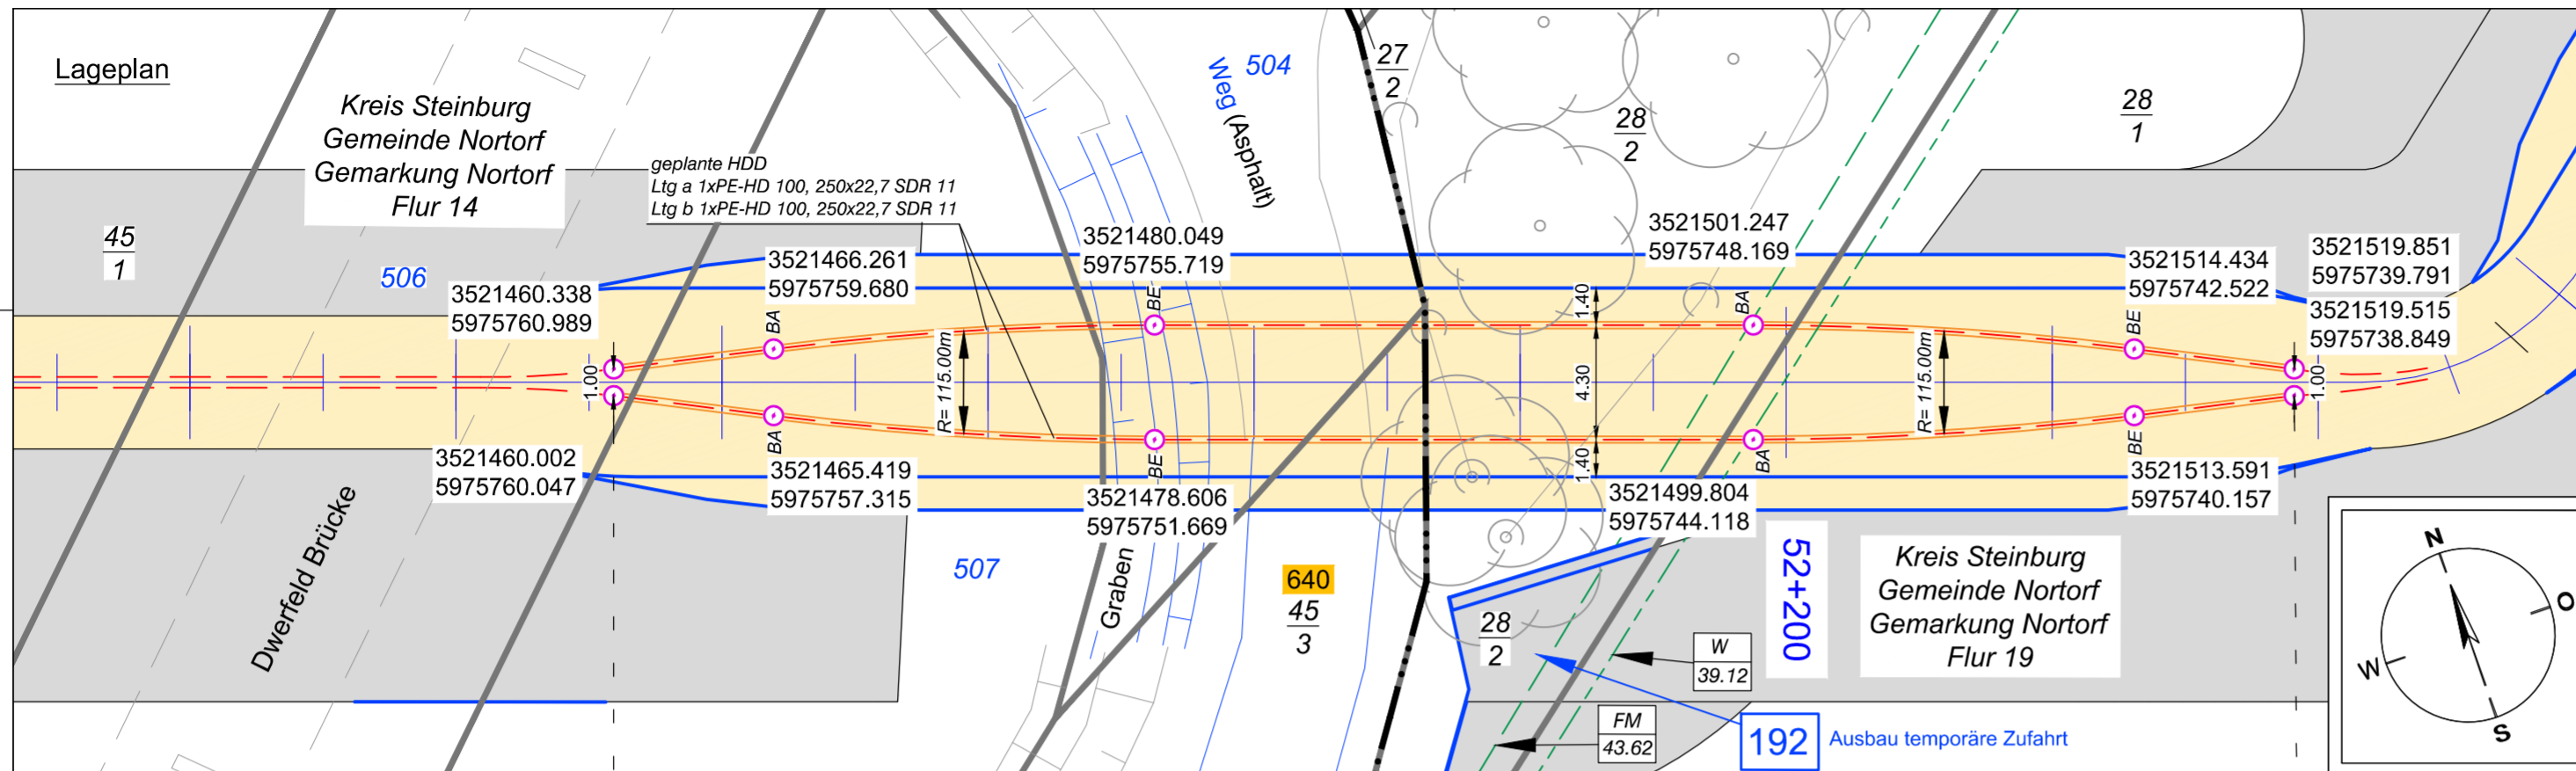 Lageplan
Kreis Steinburg
Gemeinde Nortorf
Gemarkung Nortorf
Flur 14
45
1
506
geplante HDD
Ltg a 1xPE-HD 100, 250x22,7 SDR 11
Ltg b 1xPE-HD 100, 250x22,7 SDR 11
Weg (Asphalt)
504
27
2
28
2
28
1
3521460.338
5975760.989
3521466.261
5975759.680
3521480.049
5975755.719
3521501.247
5975748.169
3521514.434
5975742.522
3521519.851
5975739.791
3521519.515
5975738.849
BA
BE
BA
BE
1.00
R= 115.00m
1.40
4.30
1.40
R= 115.00m
1.00
BA
BE
BA
BE
3521460.002
5975760.047
3521465.419
5975757.315
3521478.606
5975751.669
3521499.804
5975744.118
3521513.591
5975740.157
Dwerfeld Brücke
507
Graben
640
45
3
28
2
52+200
Kreis Steinburg
Gemeinde Nortorf
Gemarkung Nortorf
Flur 19
W
39.12
FM
43.62
192
Ausbau temporäre Zufahrt
N
O
W
S